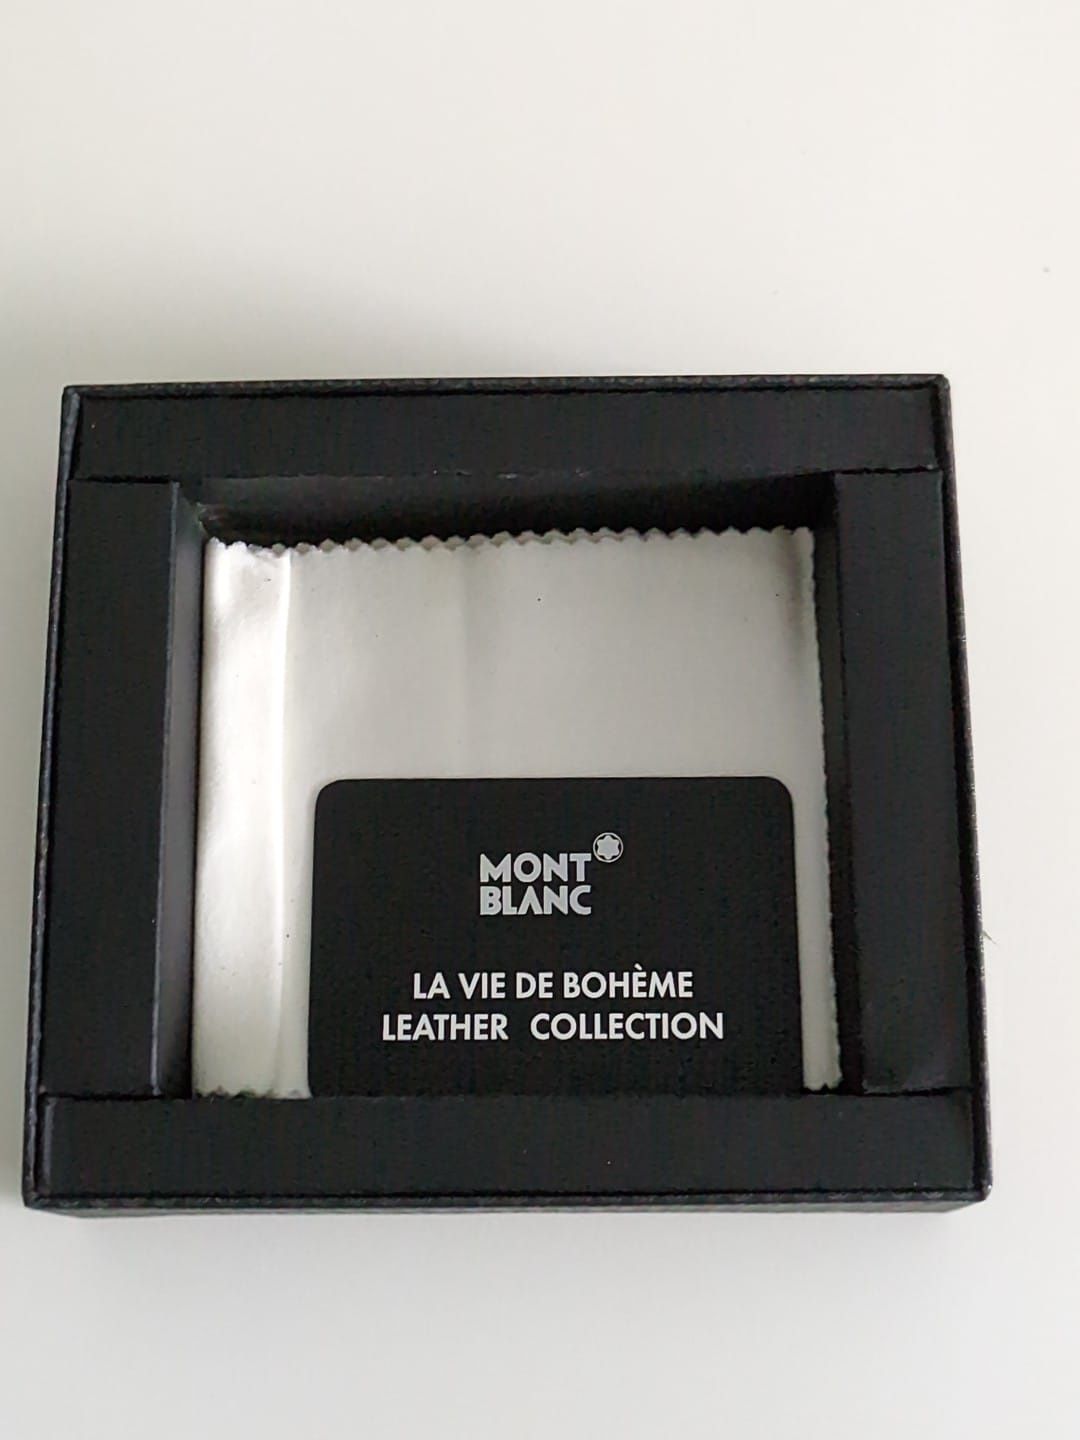 MONT
BLANC
LA VIE DE BOHÈME
LEATHER COLLECTION